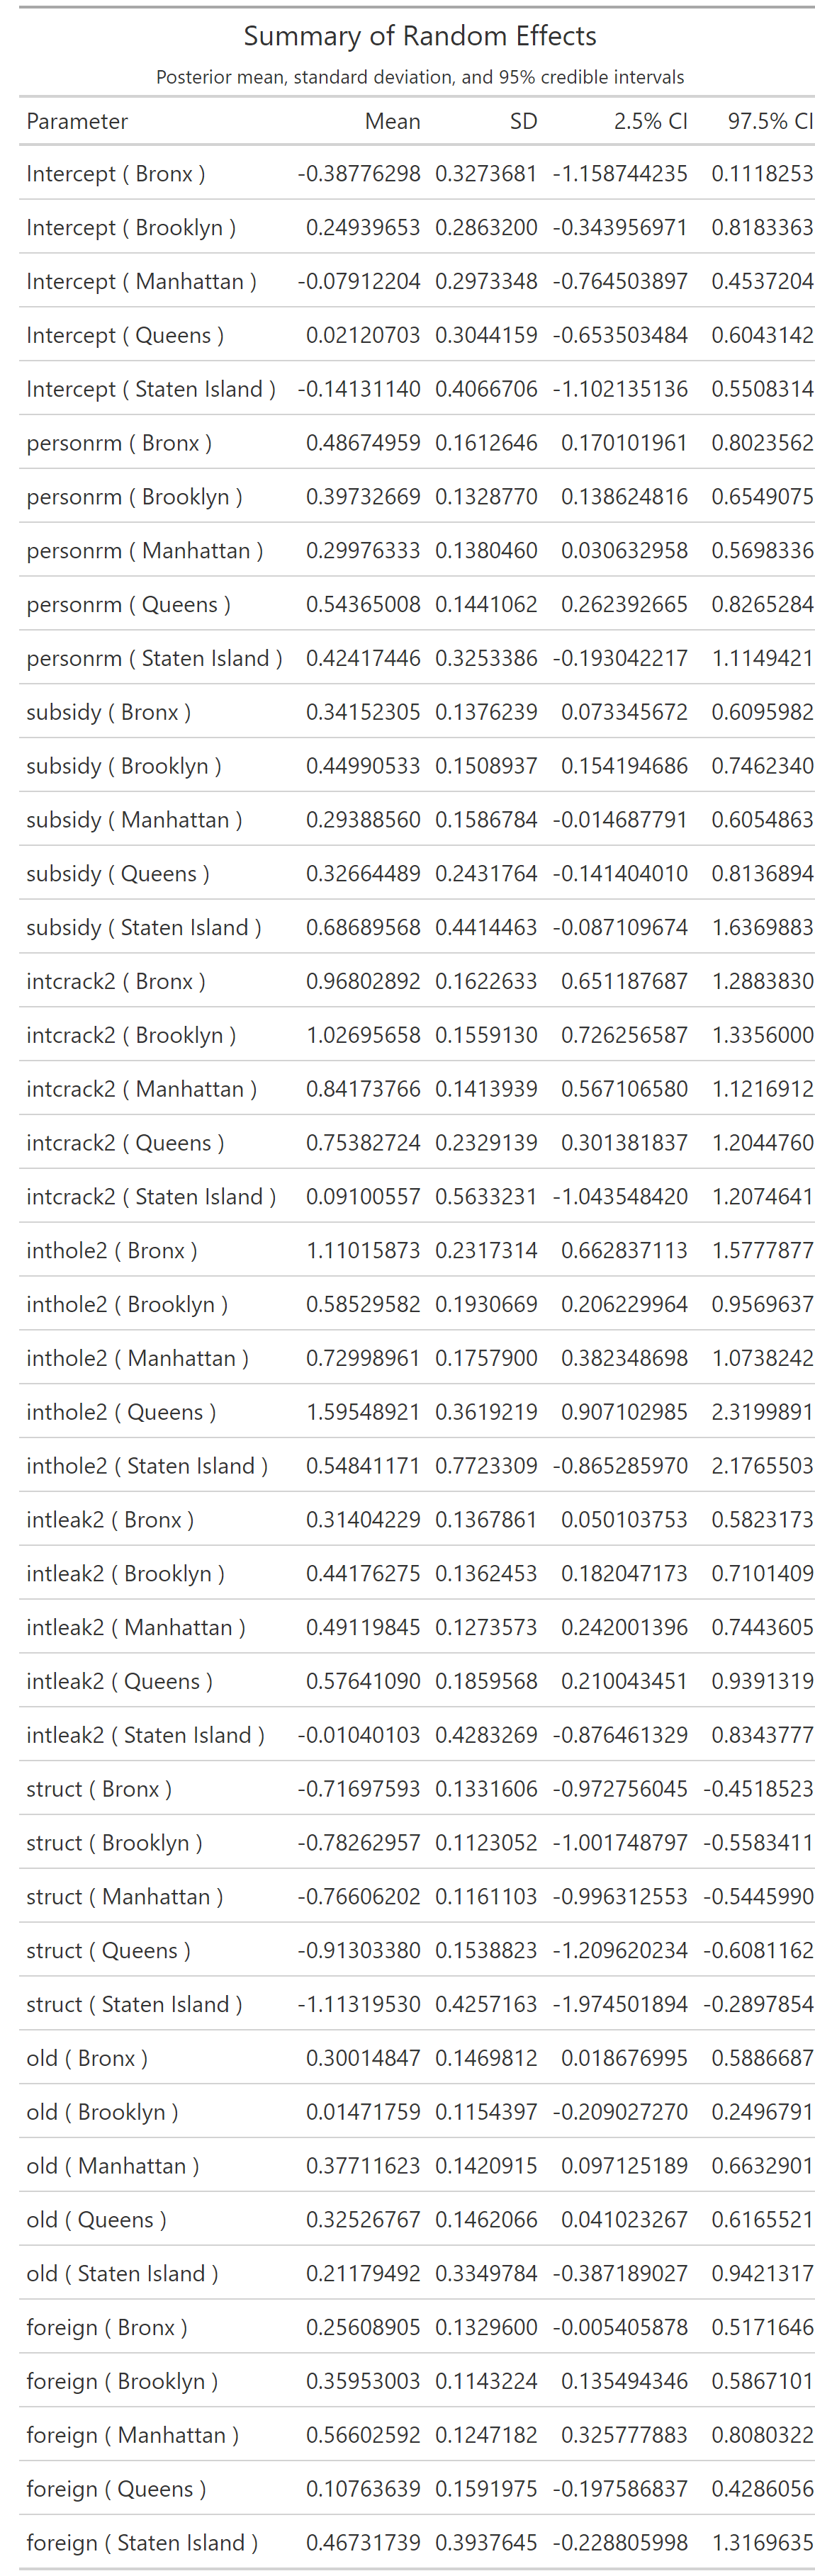 Summary of Random Effects
Posterior mean, standard deviation, and 95% credible intervals
Parameter Mean SD 2.5% CI 97.5% CI
Intercept ( Bronx ) -0.38776298 0.3273681 -1.158744235 0.1118253
Intercept ( Brooklyn ) 0.24939653 0.2863200 -0.343956971 0.8183363
Intercept ( Manhattan ) -0.07912204 0.2973348 -0.764503897 0.4537204
Intercept ( Queens ) 0.02120703 0.3044159 -0.653503484 0.6043142
Intercept ( Staten Island ) -0.14131140 0.4066706 -1.102135136 0.5508314
personrm ( Bronx ) 0.48674959 0.1612646 0.170101961 0.8023562
personrm ( Brooklyn ) 0.39732669 0.1328770 0.138624816 0.6549075
personrm ( Manhattan ) 0.29976333 0.1380460 0.030632958 0.5698336
personrm ( Queens ) 0.54365008 0.1441062 0.262392665 0.8265284
personrm ( Staten Island ) 0.42417446 0.3253386 -0.193042217 1.1149421
subsidy ( Bronx ) 0.34152305 0.1376239 0.073345672 0.6095982
subsidy ( Brooklyn ) 0.44990533 0.1508937 0.154194686 0.7462340
subsidy ( Manhattan ) 0.29388560 0.1586784 -0.014687791 0.6054863
subsidy ( Queens ) 0.32664489 0.2431764 -0.141404010 0.8136894
subsidy ( Staten Island ) 0.68689568 0.4414463 -0.087109674 1.6369883
intcrack2 ( Bronx ) 0.96802892 0.1622633 0.651187687 1.2883830
intcrack2 ( Brooklyn ) 1.02695658 0.1559130 0.726256587 1.3356000
intcrack2 ( Manhattan ) 0.84173766 0.1413939 0.567106580 1.1216912
intcrack2 ( Queens ) 0.75382724 0.2329139 0.301381837 1.2044760
intcrack2 ( Staten Island ) 0.09100557 0.5633231 -1.043548420 1.2074641
inthole2 ( Bronx ) 1.11015873 0.2317314 0.662837113 1.5777877
inthole2 ( Brooklyn ) 0.58529582 0.1930669 0.206229964 0.9569637
inthole2 ( Manhattan ) 0.72998961 0.1757900 0.382348698 1.0738242
inthole2 ( Queens ) 1.59548921 0.3619219 0.907102985 2.3199891
inthole2 ( Staten Island ) 0.54841171 0.7723309 -0.865285970 2.1765503
intleak2 ( Bronx ) 0.31404229 0.1367861 0.050103753 0.5823173
intleak2 ( Brooklyn ) 0.44176275 0.1362453 0.182047173 0.7101409
intleak2 ( Manhattan ) 0.49119845 0.1273573 0.242001396 0.7443605
intleak2 ( Queens ) 0.57641090 0.1859568 0.210043451 0.9391319
intleak2 ( Staten Island ) -0.01040103 0.4283269 -0.876461329 0.8343777
struct ( Bronx ) -0.71697593 0.1331606 -0.972756045 -0.4518523
struct ( Brooklyn ) -0.78262957 0.1123052 -1.001748797 -0.5583411
struct ( Manhattan ) -0.76606202 0.1161103 -0.996312553 -0.5445990
struct ( Queens ) -0.91303380 0.1538823 -1.209620234 -0.6081162
struct ( Staten Island ) -1.11319530 0.4257163 -1.974501894 -0.2897854
old ( Bronx ) 0.30014847 0.1469812 0.018676995 0.5886687
old ( Brooklyn ) 0.01471759 0.1154397 -0.209027270 0.2496791
old ( Manhattan ) 0.37711623 0.1420915 0.097125189 0.6632901
old ( Queens ) 0.32526767 0.1462066 0.041023267 0.6165521
old ( Staten Island ) 0.21179492 0.3349784 -0.387189027 0.9421317
foreign ( Bronx ) 0.25608905 0.1329600 -0.005405878 0.5171646
foreign ( Brooklyn ) 0.35953003 0.1143224 0.135494346 0.5867101
foreign ( Manhattan ) 0.56602592 0.1247182 0.325777883 0.8080322
foreign ( Queens ) 0.10763639 0.1591975 -0.197586837 0.4286056
foreign ( Staten Island ) 0.46731739 0.3937645 -0.228805998 1.3169635